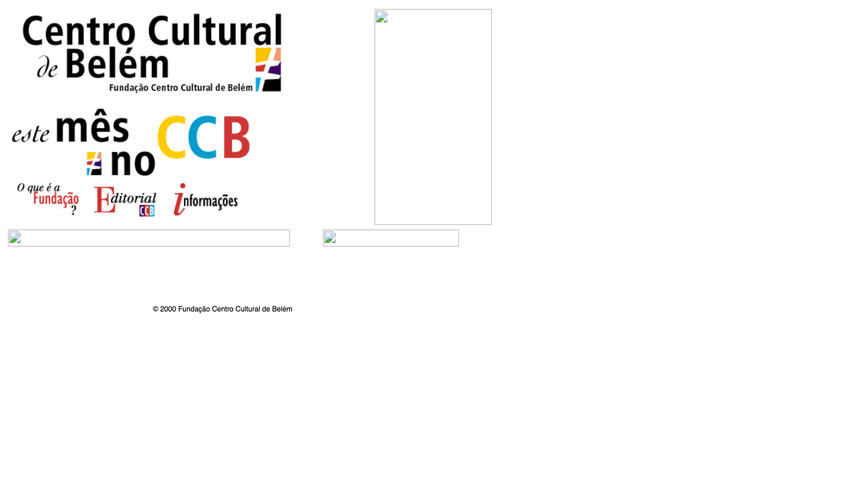 Centro Cultural
de Belém
Fundação Centro Cultural de Belém
este mês
no CCB
O que é a
Fundação
?
Editorial
CCB
informações
© 2000 Fundação Centro Cultural de Belém